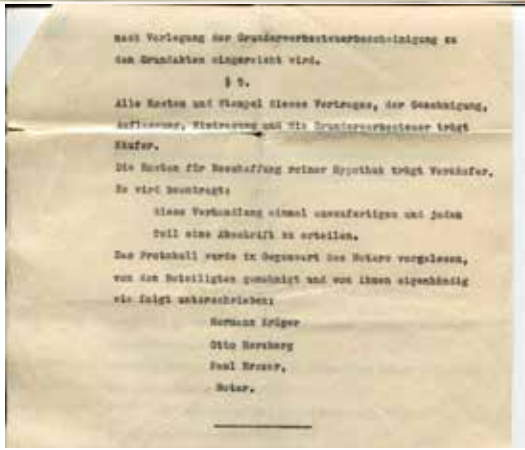 nach Vorlegung der Grunderwerbsteuerbescheinigung zu
den Grundakten eingereicht wird.
§ 9.
Alle Kosten und Stempel dieses Vertrages, der Genehmigung,
Auflassung, Eintragung und die Grunderwerbsteuer trägt
Käufer.
Die Kosten für Beschaffung reiner Hypothek trägt Verkäufer.
Es wird beantragt:
diese Verhandlung einmal auszufertigen und jedem
Teil eine Abschrift zu erteilen.
Das Protokoll wurde in Gegenwart des Notars vorgelesen,
von den Beteiligten genehmigt und von ihnen eigenhändig
wie folgt unterschrieben:
Hermann Krüger
Otto Herzberg
Paul
Notar.